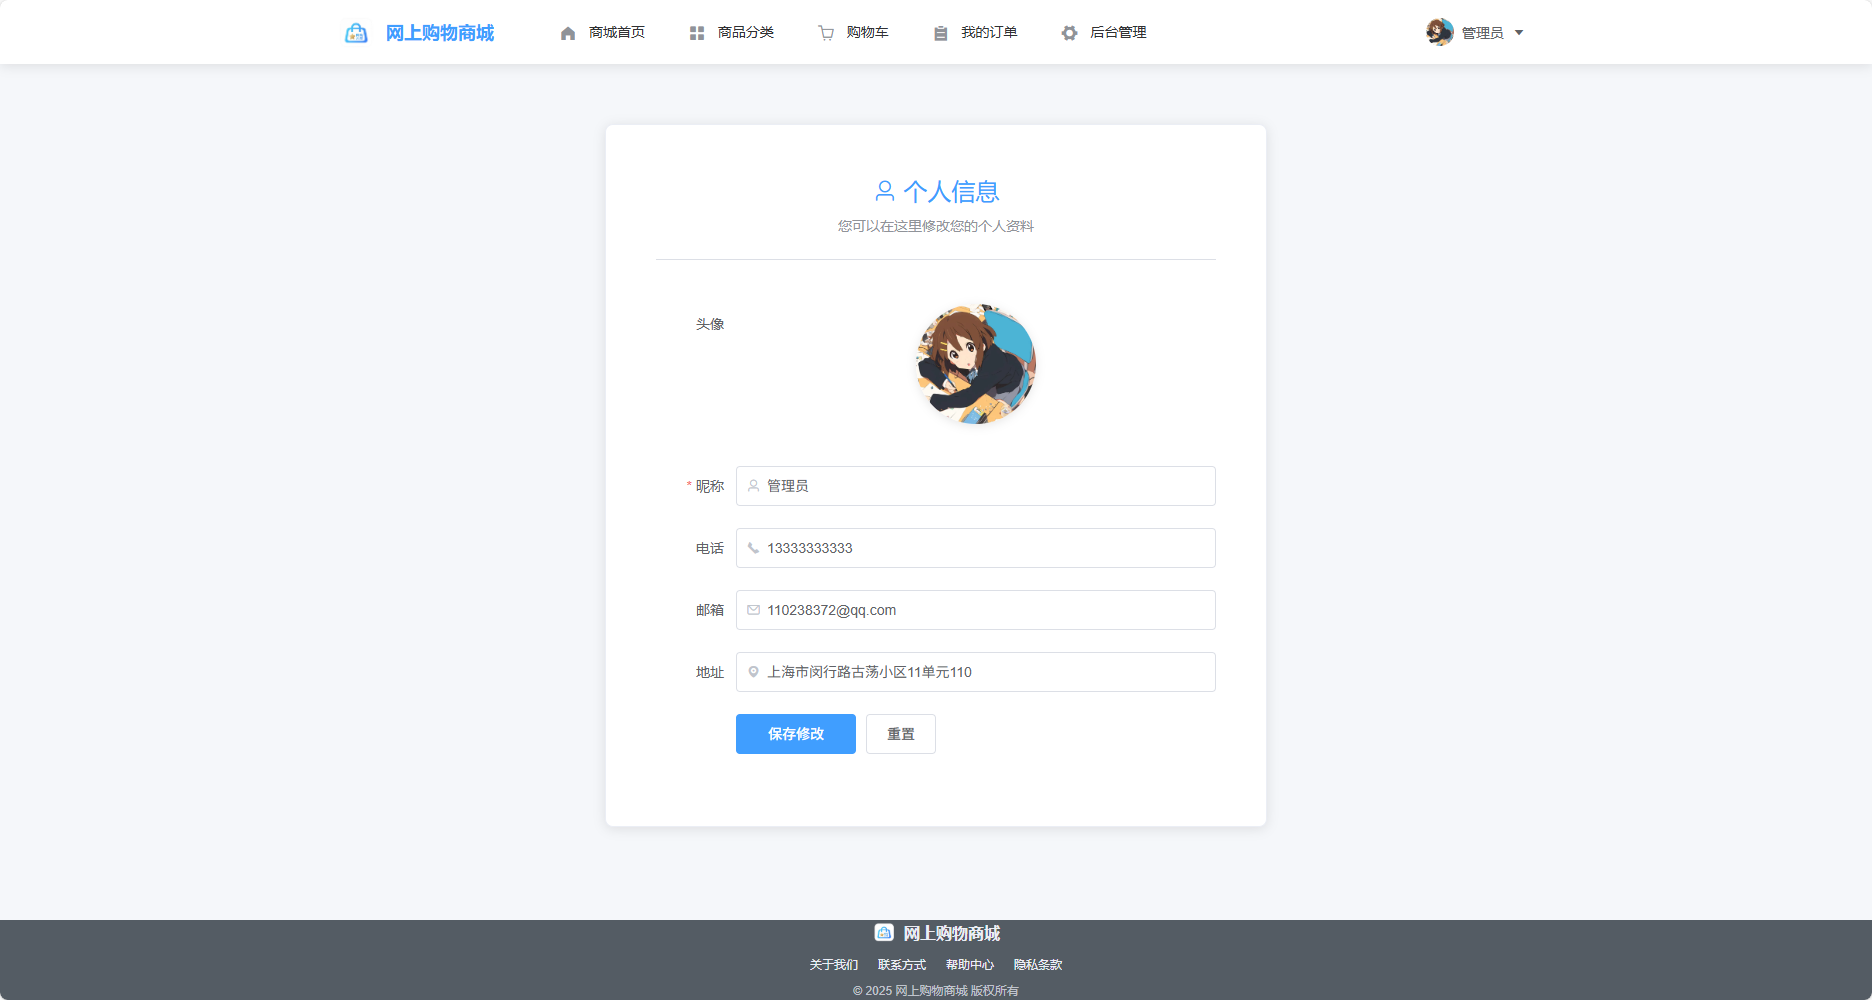 网上购物商城 商城首页 商品分类 购物车 我的订单 后台管理 管理员
个人信息
您可以在这里修改您的个人资料
头像
* 昵称 管理员
电话 13333333333
邮箱 110238372@qq.com
地址 上海市闵行路古荡小区11单元110
保存修改 重置
网上购物商城
关于我们 联系方式 帮助中心 隐私条款
© 2025 网上购物商城 版权所有